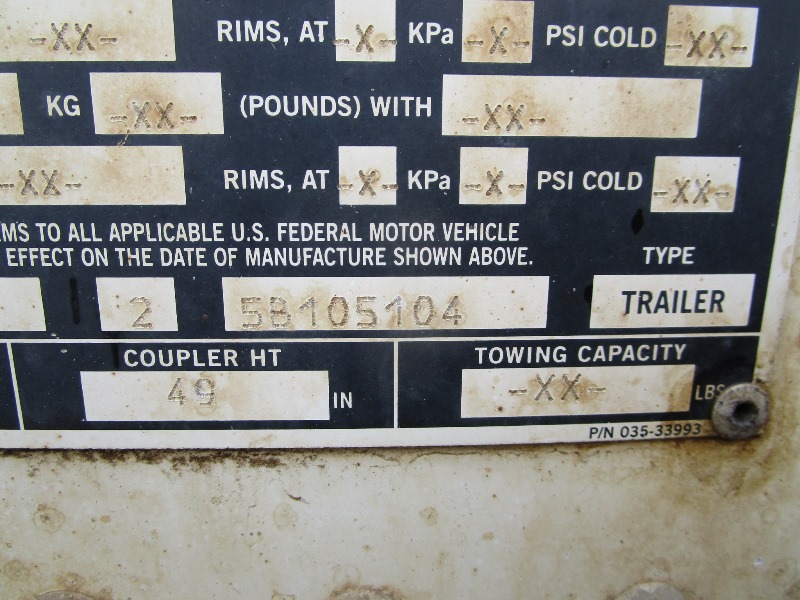 -XX- RIMS, AT -X- KPa -X- PSI COLD -XX-
KG -XX- (POUNDS) WITH -XX-
-XX- RIMS, AT -X- KPa -X- PSI COLD -XX-
MS TO ALL APPLICABLE U.S. FEDERAL MOTOR VEHICLE
EFFECT ON THE DATE OF MANUFACTURE SHOWN ABOVE.
TYPE
2 5B105104 TRAILER
COUPLER HT TOWING CAPACITY
49 IN -XX- LBS
P/N 035-33993